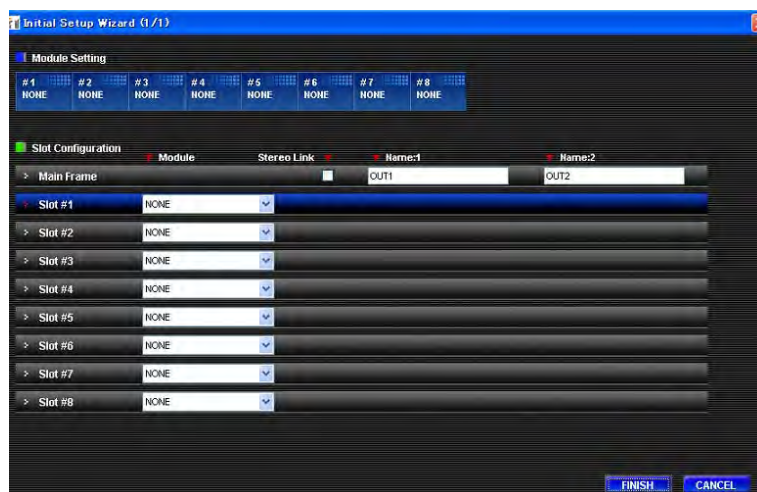 Initial Setup Wizard (1/1)
Module Setting
#1 #2 #3 #4 #5 #6 #7 #8
NONE NONE NONE NONE NONE NONE NONE NONE
Slot Configuration
Module Stereo Link Name:1 Name:2
Main Frame OUT1 OUT2
Slot #1 NONE
Slot #2 NONE
Slot #3 NONE
Slot #4 NONE
Slot #5 NONE
Slot #6 NONE
Slot #7 NONE
Slot #8 NONE
FINISH CANCEL